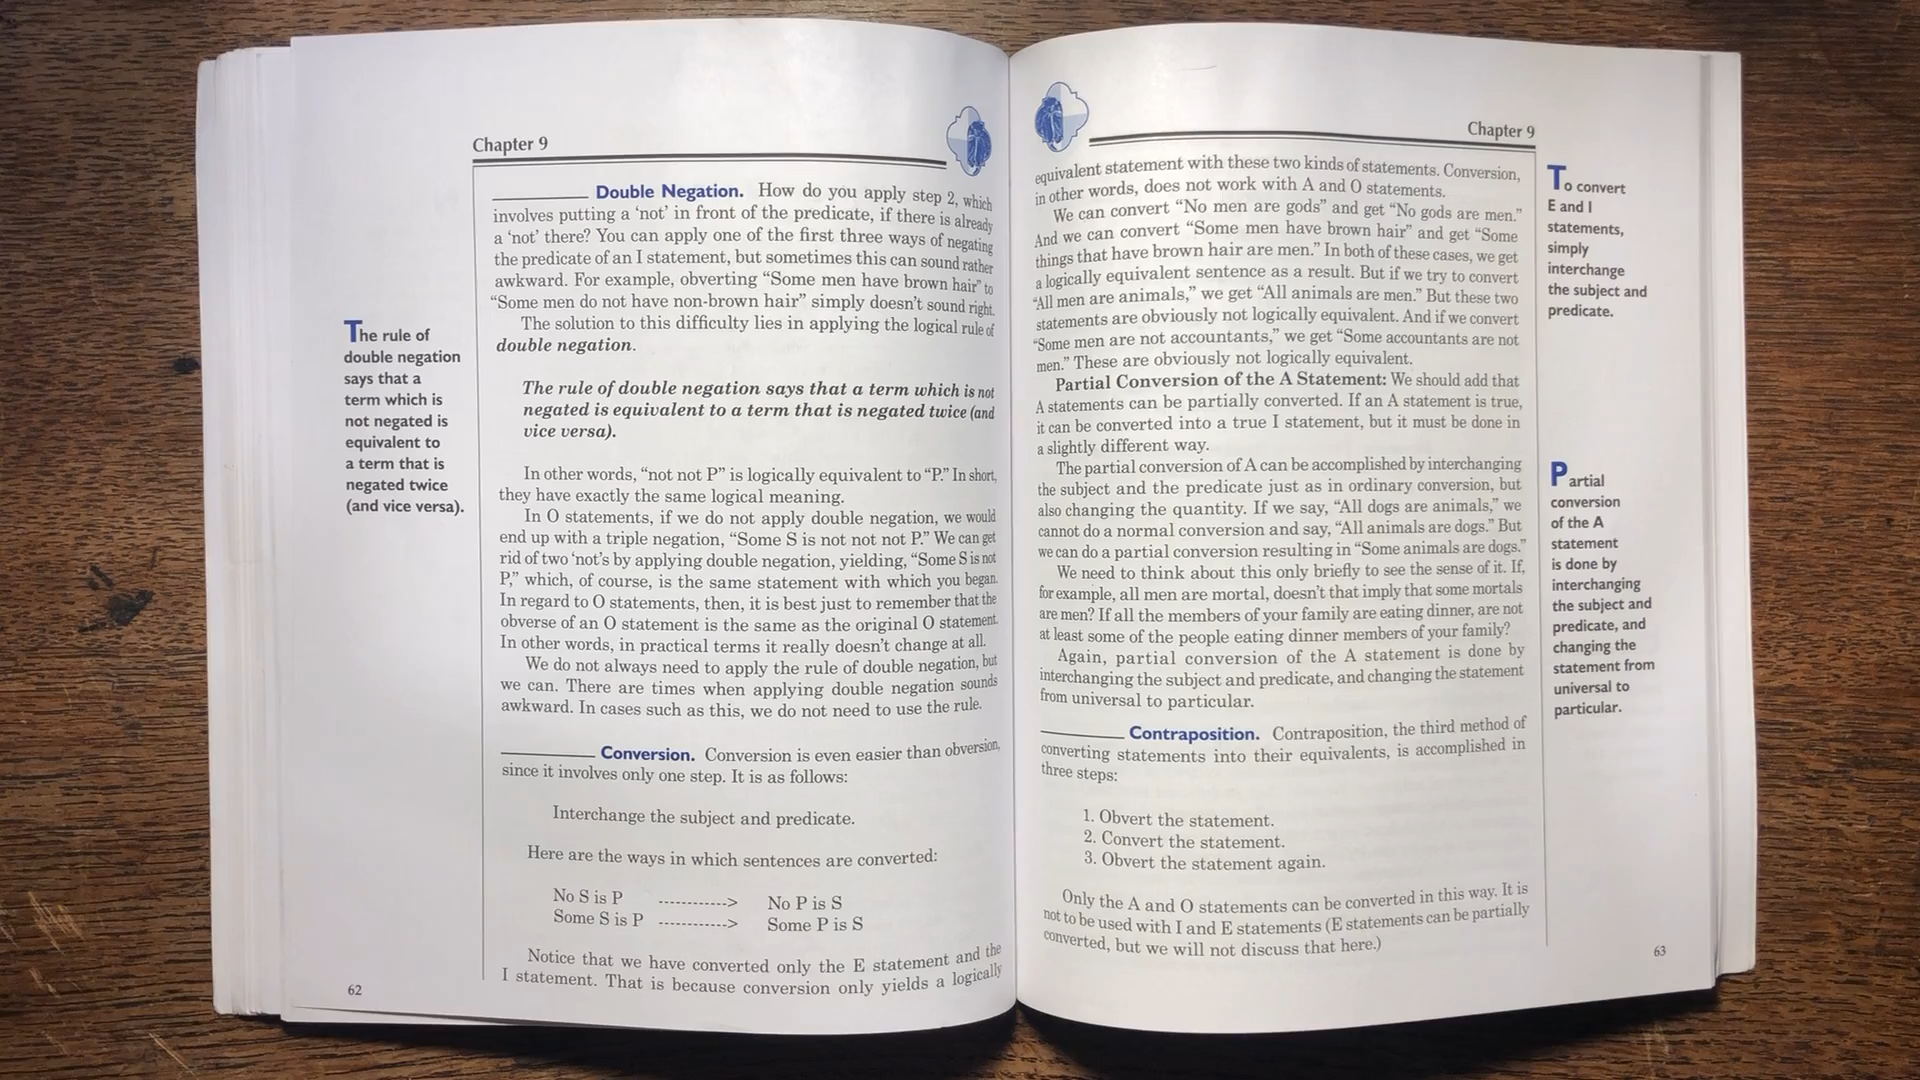 Chapter 9
Double Negation. How do you apply step 2, which
involves putting a ‘not’ in front of the predicate, if there is already
a ‘not’ there? You can apply one of the first three ways of negating
the predicate of an I statement, but sometimes this can sound rather
awkward. For example, obverting “Some men have brown hair” to
“Some men do not have non-brown hair” simply doesn’t sound right.
The solution to this difficulty lies in applying the logical rule of
double negation.
The rule of double negation says that a term which is not
negated is equivalent to a term that is negated twice (and
vice versa).
In other words, “not not P” is logically equivalent to “P.” In short,
they have exactly the same logical meaning.
In O statements, if we do not apply double negation, we would
end up with a triple negation, “Some S is not not not P.” We can get
rid of two ‘not’s by applying double negation, yielding, “Some S is not
P,” which, of course, is the same statement with which you began.
In regard to O statements, then, it is best just to remember that the
obverse of an O statement is the same as the original O statement.
In other words, in practical terms it really doesn’t change at all.
We do not always need to apply the rule of double negation, but
we can. There are times when applying double negation sounds
awkward. In cases such as this, we do not need to use the rule.
Conversion. Conversion is even easier than obversion,
since it involves only one step. It is as follows:
Interchange the subject and predicate.
Here are the ways in which sentences are converted:
No S is P ------------> No P is S
Some S is P ------------> Some P is S
Notice that we have converted only the E statement and the
I statement. That is because conversion only yields a logically
The rule of
double negation
says that a
term which is
not negated is
equivalent to
a term that is
negated twice
(and vice versa).
62
Chapter 9
equivalent statement with these two kinds of statements. Conversion,
in other words, does not work with A and O statements.
We can convert “No men are gods” and get “No gods are men.”
And we can convert “Some men have brown hair” and get “Some
things that have brown hair are men.” In both of these cases, we get
a logically equivalent sentence as a result. But if we try to convert
“All men are animals,” we get “All animals are men.” But these two
statements are obviously not logically equivalent. And if we convert
“Some men are not accountants,” we get “Some accountants are not
men.” These are obviously not logically equivalent.
Partial Conversion of the A Statement: We should add that
A statements can be partially converted. If an A statement is true,
it can be converted into a true I statement, but it must be done in
a slightly different way.
The partial conversion of A can be accomplished by interchanging
the subject and the predicate just as in ordinary conversion, but
also changing the quantity. If we say, “All dogs are animals,” we
cannot do a normal conversion and say, “All animals are dogs.” But
we can do a partial conversion resulting in “Some animals are dogs.”
We need to think about this only briefly to see the sense of it. If,
for example, all men are mortal, doesn’t that imply that some mortals
are men? If all the members of your family are eating dinner, are not
at least some of the people eating dinner members of your family?
Again, partial conversion of the A statement is done by
interchanging the subject and predicate, and changing the statement
from universal to particular.
Contraposition. Contraposition, the third method of
converting statements into their equivalents, is accomplished in
three steps:
1. Obvert the statement.
2. Convert the statement.
3. Obvert the statement again.
Only the A and O statements can be converted in this way. It is
not to be used with I and E statements (E statements can be partially
converted, but we will not discuss that here.)
To convert
E and I
statements,
simply
interchange
the subject and
predicate.
Partial
conversion
of the A
statement
is done by
interchanging
the subject and
predicate, and
changing the
statement from
universal to
particular.
63